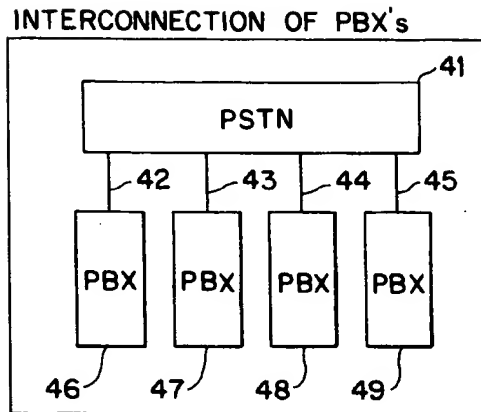 INTERCONNECTION OF PBX's
41
PSTN
42 43 44 45
PBX PBX PBX PBX
46 47 48 49